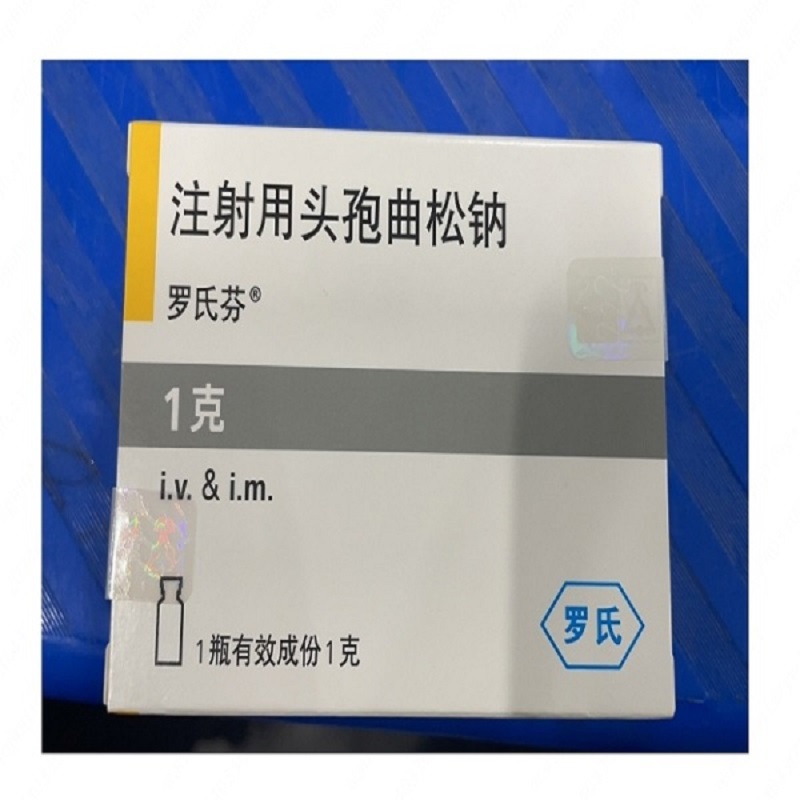 注射用头孢曲松钠
罗氏芬®
1克
i.v. & i.m.
1瓶有效成份1克
罗氏